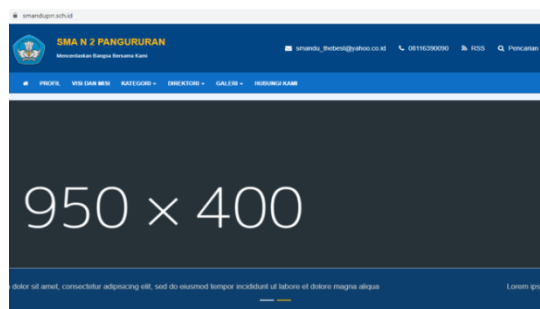 smandupri.sch.id
SMA N 2 PANGURURAN
Mencerdaskan Bangsa Bersama Kami
smandu_thebest@yahoo.co.id 08116390090 RSS Pencarian
PROFIL VISI DAN MISI KATEGORI DIREKTORI GALERI HUBUNGI KAMI
950 × 400
dolor sit amet, consectetur adipisicing elit, sed do eiusmod tempor incididunt ut labore et dolore magna aliqua Lorem ips